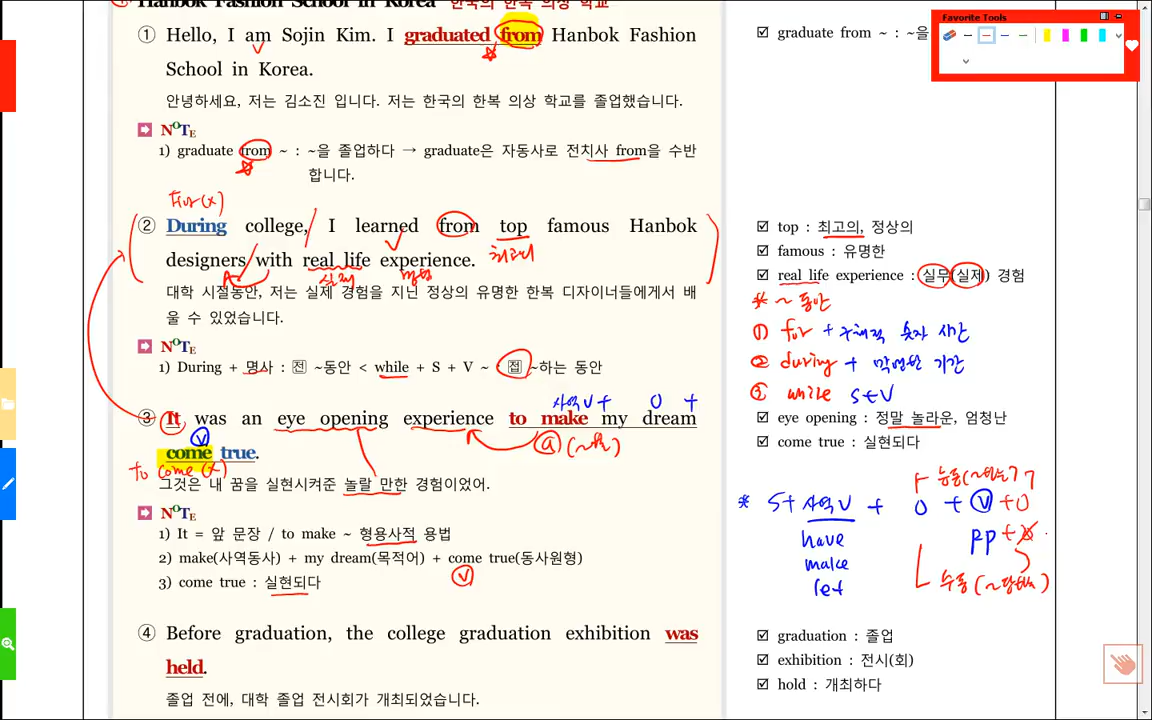 Hanbok Fashion School in Korea 한국의 한복 의상 학교
Favorite Tools
① Hello, I am Sojin Kim. I graduated from Hanbok Fashion
☑ graduate from ~ : ~을
School in Korea.
안녕하세요, 저는 김소진 입니다. 저는 한국의 한복 의상 학교를 졸업했습니다.
NOTE
1) graduate from ~ : ~을 졸업하다 → graduate은 자동사로 전치사 from을 수반
합니다.
for(x)
② During college, I learned from top famous Hanbok
☑ top : 최고의, 정상의
☑ famous : 유명한
designers with real life experience.
최고의
☑ real life experience : 실무(실제) 경험
실제
경험
대학 시절동안, 저는 실제 경험을 지닌 정상의 유명한 한복 디자이너들에게서 배
울 수 있었습니다.
* ~ 동안
① for + 구체적 숫자 시간
② during + 막연한 기간
③ while S+V
NOTE
1) During + 명사 : 전 ~동안 < while + S + V ~ 접 ~하는 동안
사역V + O +
③ It was an eye opening experience to make my dream
☑ eye opening : 정말 놀라운, 엄청난
V
ⓐ
come true.
☑ come true : 실현되다
to come (x)
그것은 내 꿈을 실현시켜준 놀랄 만한 경험이었어.
NOTE
1) It = 앞 문장 / to make ~ 형용사적 용법
2) make(사역동사) + my dream(목적어) + come true(동사원형)
V
3) come true : 실현되다
* S + 사역V + O + V + O
have
make
let
pp +
④ Before graduation, the college graduation exhibition was
☑ graduation : 졸업
held.
☑ exhibition : 전시(회)
☑ hold : 개최하다
졸업 전에, 대학 졸업 전시회가 개최되었습니다.